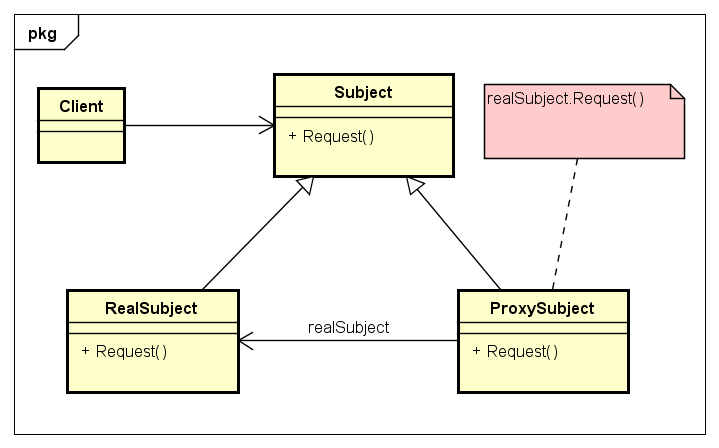 pkg
Client
Subject
+ Request()
realSubject.Request()
RealSubject
+ Request()
realSubject
ProxySubject
+ Request()